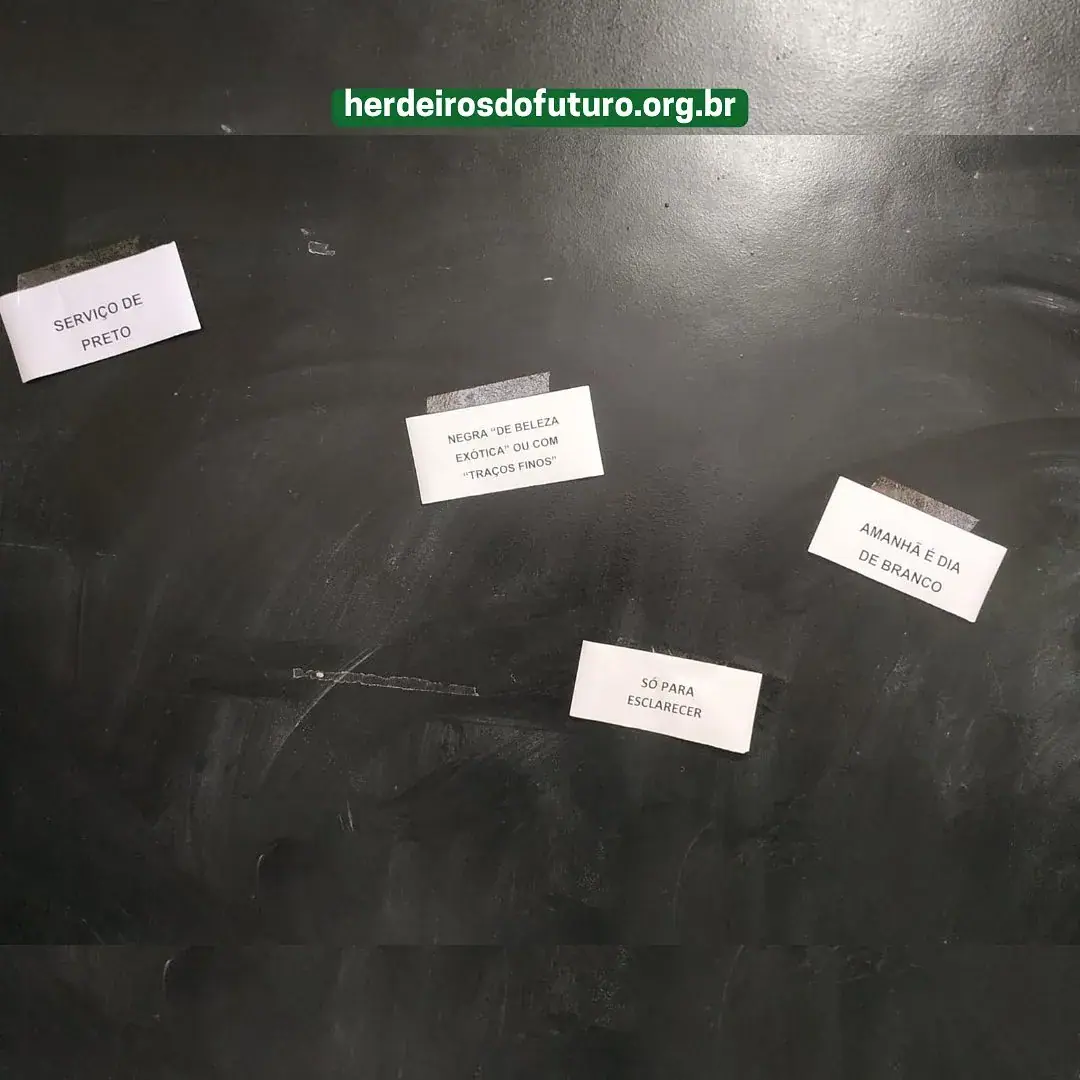 herdeirosdofuturo.org.br
SERVIÇO DE
PRETO
NEGRA “DE BELEZA
EXÓTICA” OU COM
“TRAÇOS FINOS”
AMANHÃ É DIA
DE BRANCO
SÓ PARA
ESCLARECER